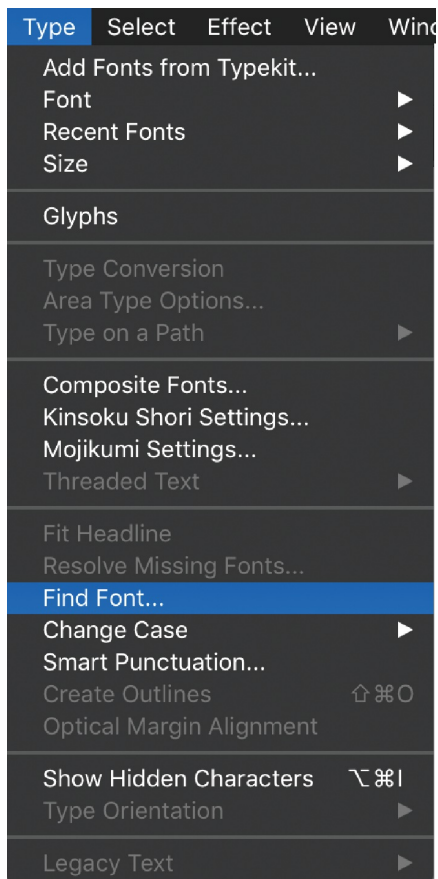 Type Select Effect View Wind
Add Fonts from Typekit...
Font ▶
Recent Fonts ▶
Size ▶
Glyphs
Type Conversion
Area Type Options...
Type on a Path ▶
Composite Fonts...
Kinsoku Shori Settings...
Mojikumi Settings...
Threaded Text ▶
Fit Headline
Resolve Missing Fonts...
Find Font...
Change Case ▶
Smart Punctuation...
Create Outlines ⇧⌘O
Optical Margin Alignment
Show Hidden Characters ⌥⌘I
Type Orientation ▶
Legacy Text ▶